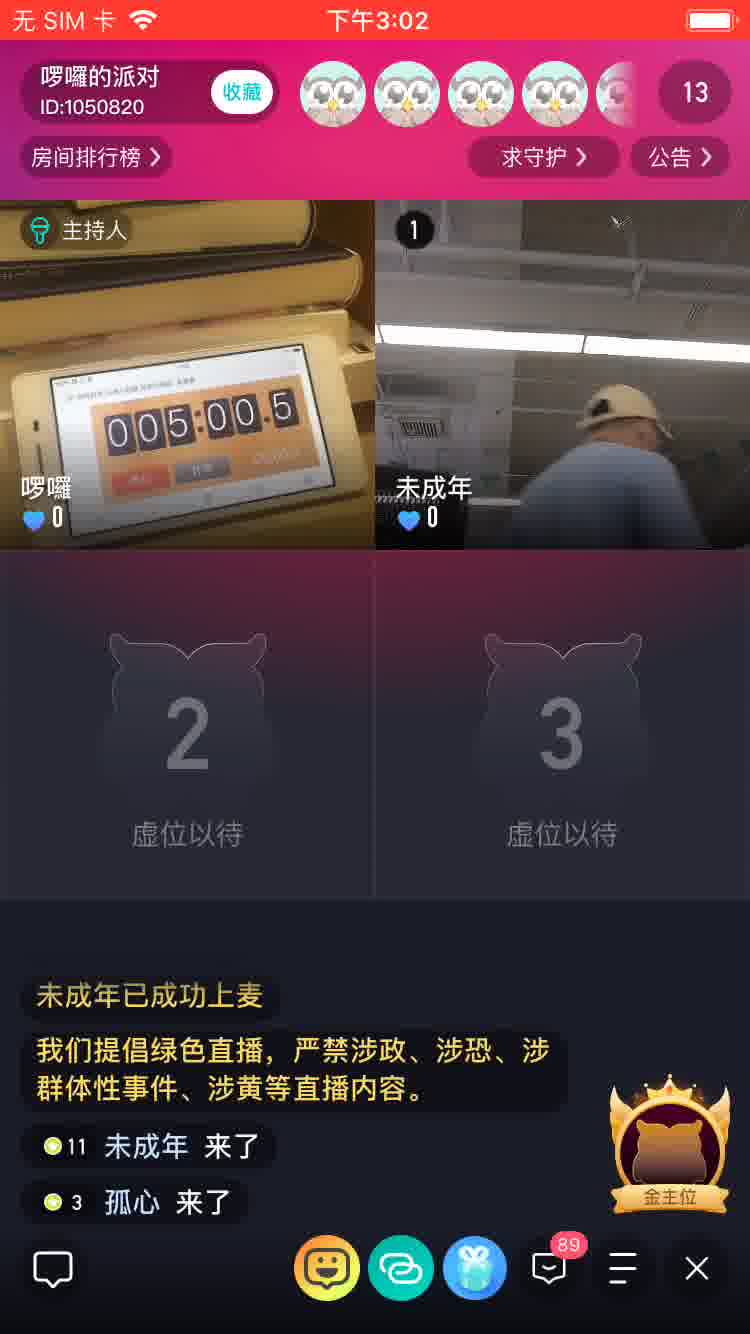 无 SIM 卡
下午3:02
啰囉的派对
ID:1050820
收藏
13
房间排行榜
求守护
公告
主持人
1
005:00.5
啰囉
0
未成年
0
2
虚位以待
3
虚位以待
未成年已成功上麦
我们提倡绿色直播，严禁涉政、涉恐、涉
群体性事件、涉黄等直播内容。
11 未成年 来了
3 孤心 来了
金主位
89